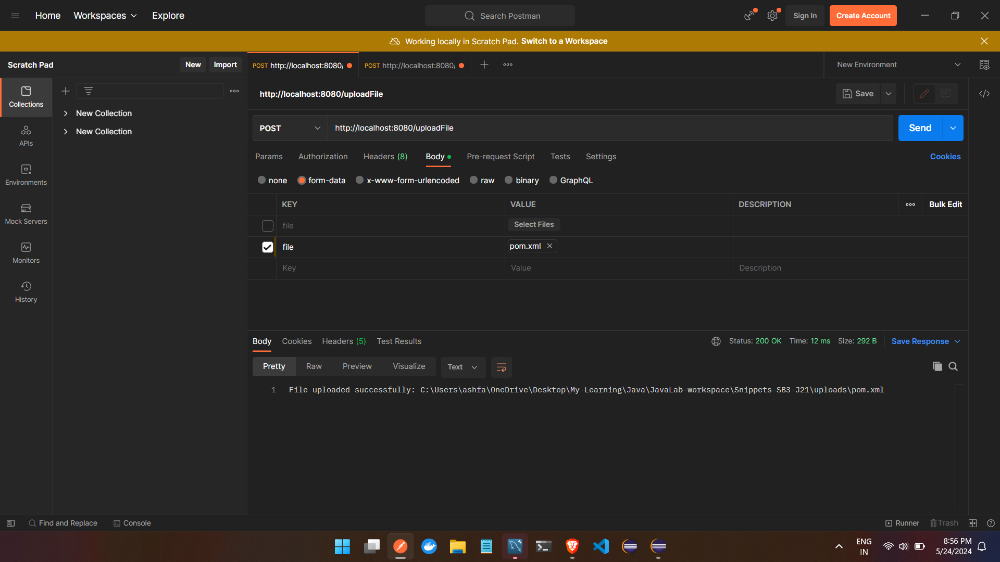 Home Workspaces Explore Search Postman Sign In Create Account
Working locally in Scratch Pad. Switch to a Workspace
Scratch Pad New Import POST http://localhost:8080/ POST http://localhost:8080/ New Environment
Collections
http://localhost:8080/uploadFile Save
New Collection
New Collection
POST http://localhost:8080/uploadFile Send
APIs
Params Authorization Headers (8) Body Pre-request Script Tests Settings Cookies
Environments
none form-data x-www-form-urlencoded raw binary GraphQL
KEY VALUE DESCRIPTION Bulk Edit
Mock Servers
file Select Files
file pom.xml
Monitors
Key Value Description
History
Body Cookies Headers (5) Test Results Status: 200 OK Time: 12 ms Size: 292 B Save Response
Pretty Raw Preview Visualize Text
1 File uploaded successfully: C:\Users\ashfa\OneDrive\Desktop\My-Learning\Java\JavaLab-workspace\Snippets-SB3-J21\uploads\pom.xml
Find and Replace Console Runner Trash
ENG 8:56 PM
IN 5/24/2024